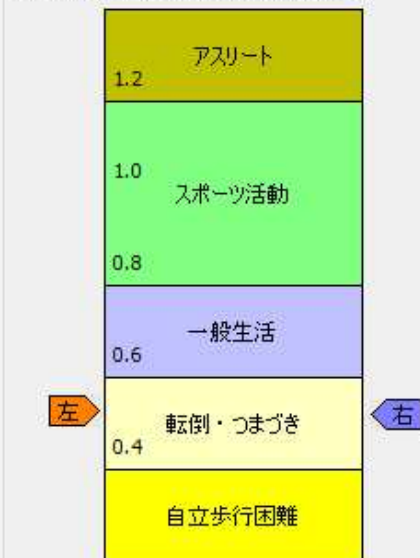 アスリート
1.2
1.0
スポーツ活動
0.8
一般生活
0.6
左
転倒・つまづき
右
0.4
自立歩行困難